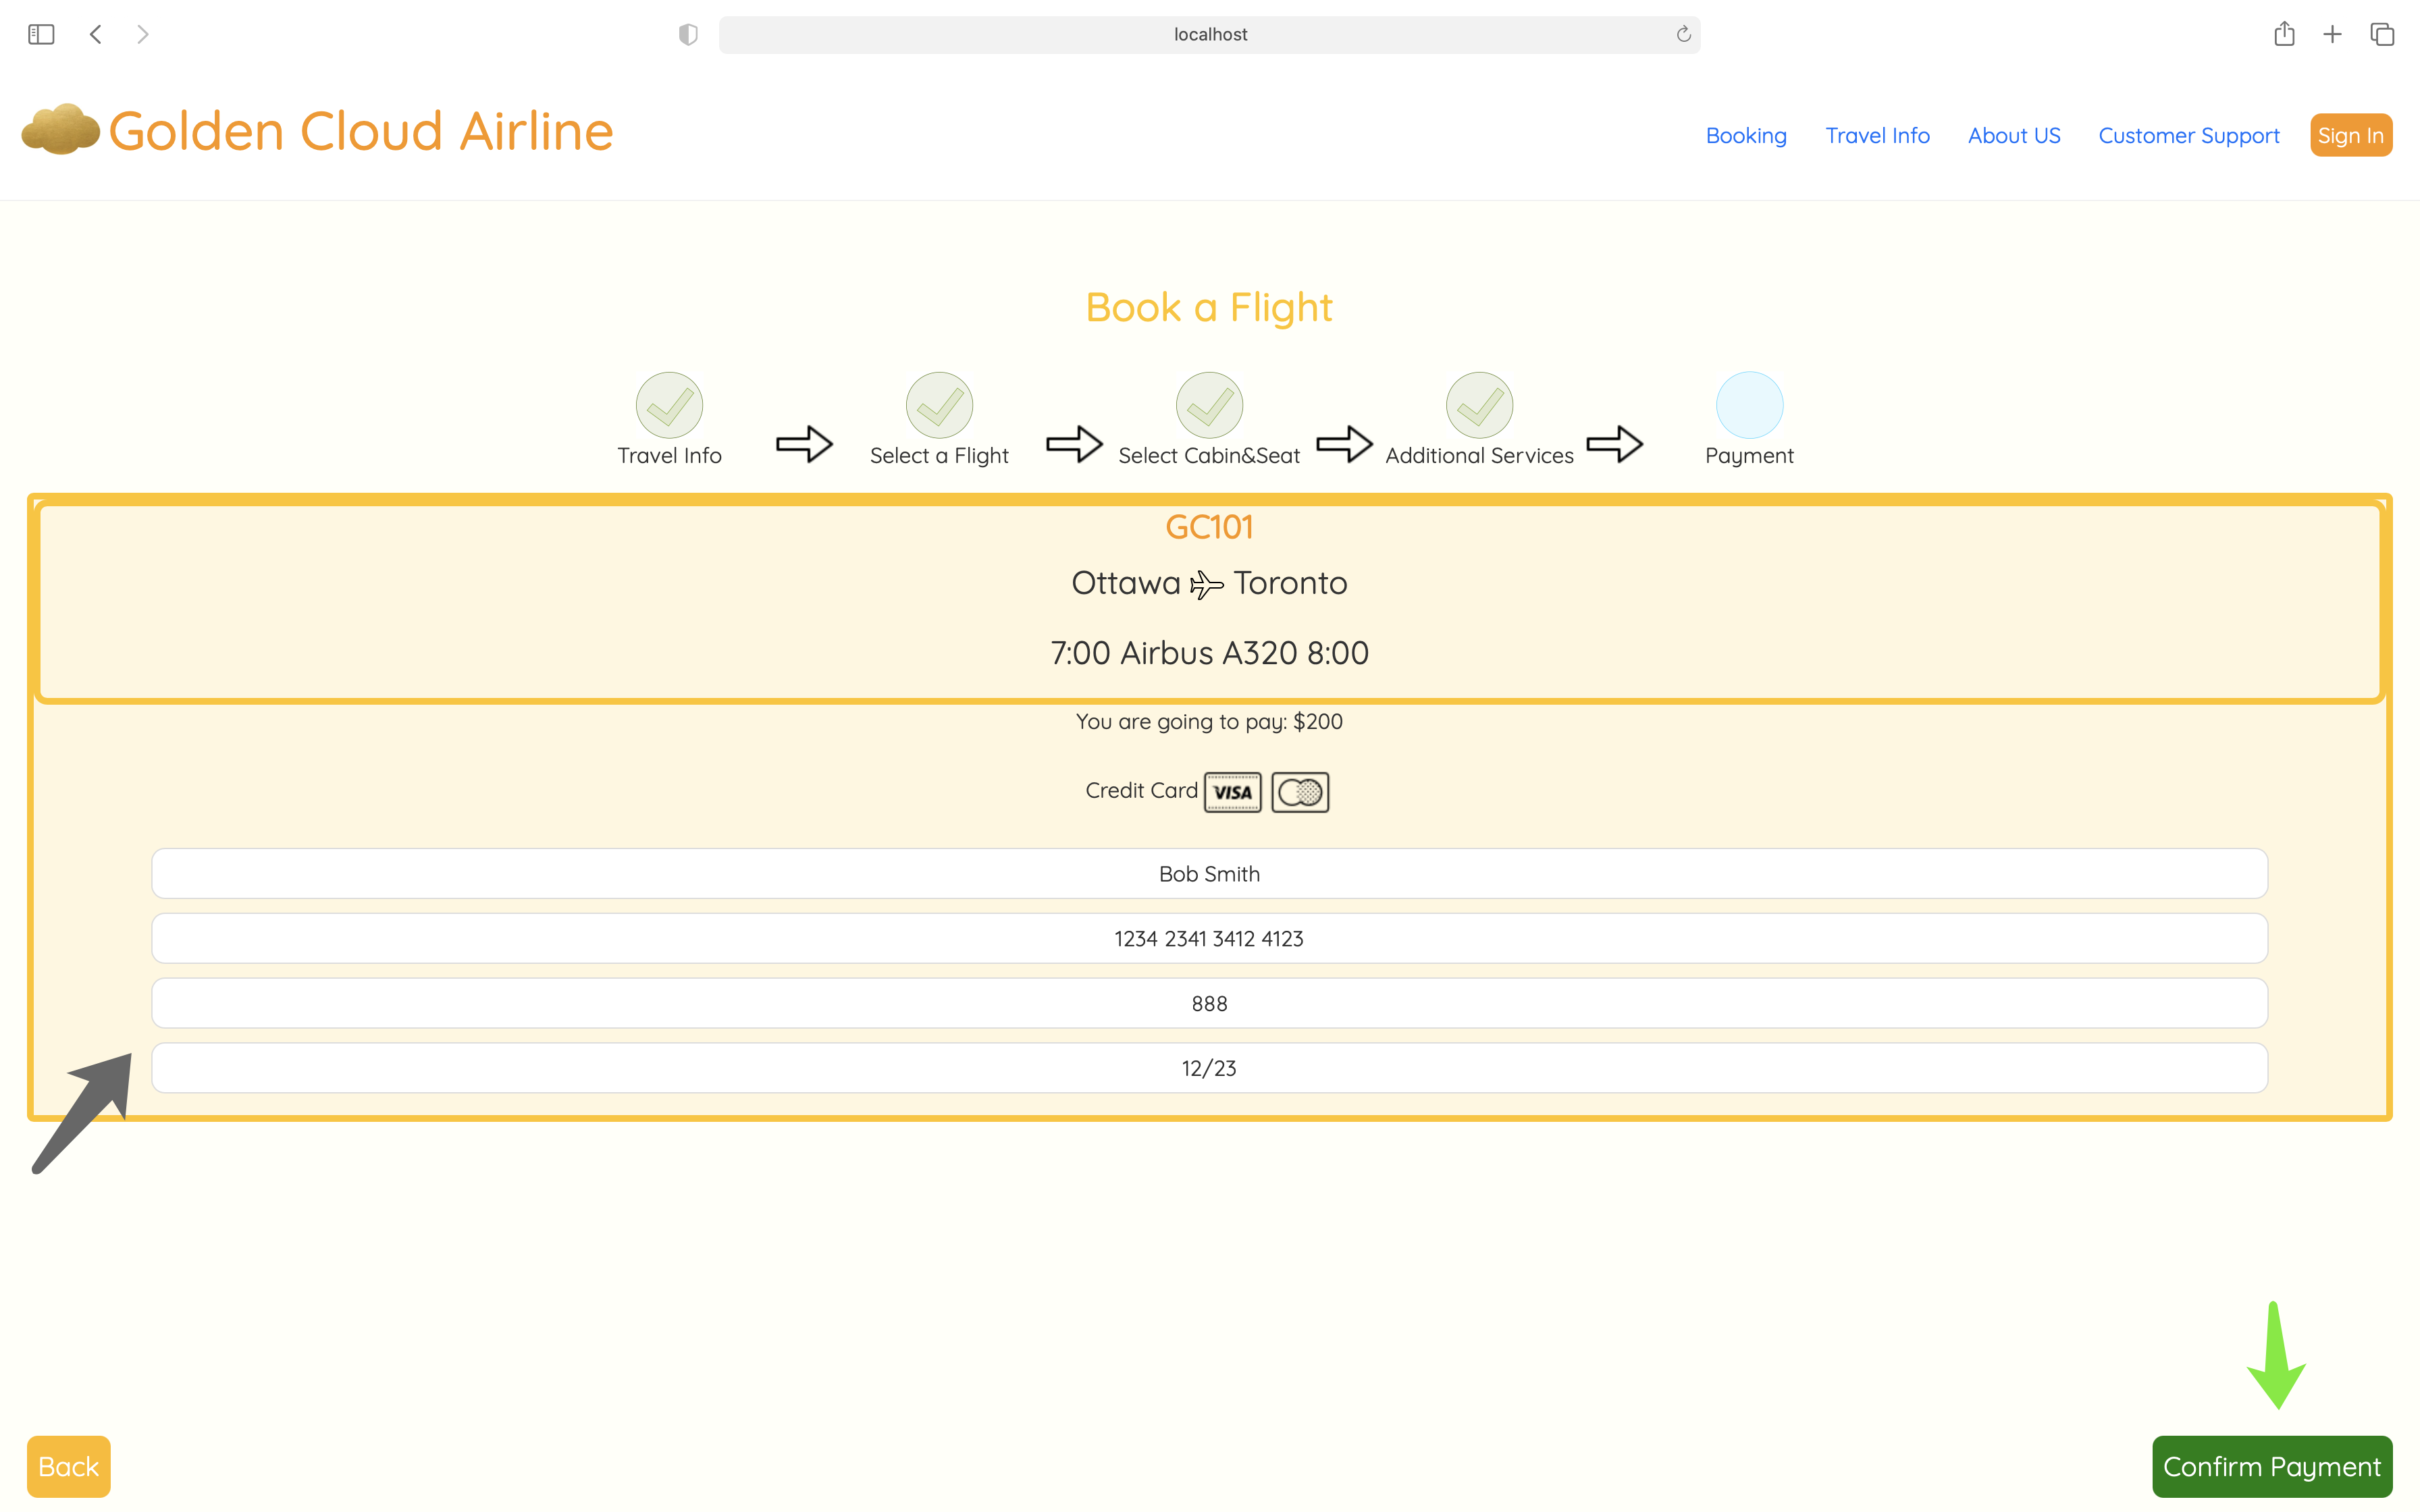 localhost
Golden Cloud Airline
Booking Travel Info About US Customer Support Sign In
Book a Flight
Travel Info Select a Flight Select Cabin&Seat Additional Services Payment
GC101
Ottawa Toronto
7:00 Airbus A320 8:00
You are going to pay: $200
Credit Card VISA
Bob Smith
1234 2341 3412 4123
888
12/23
Back Confirm Payment